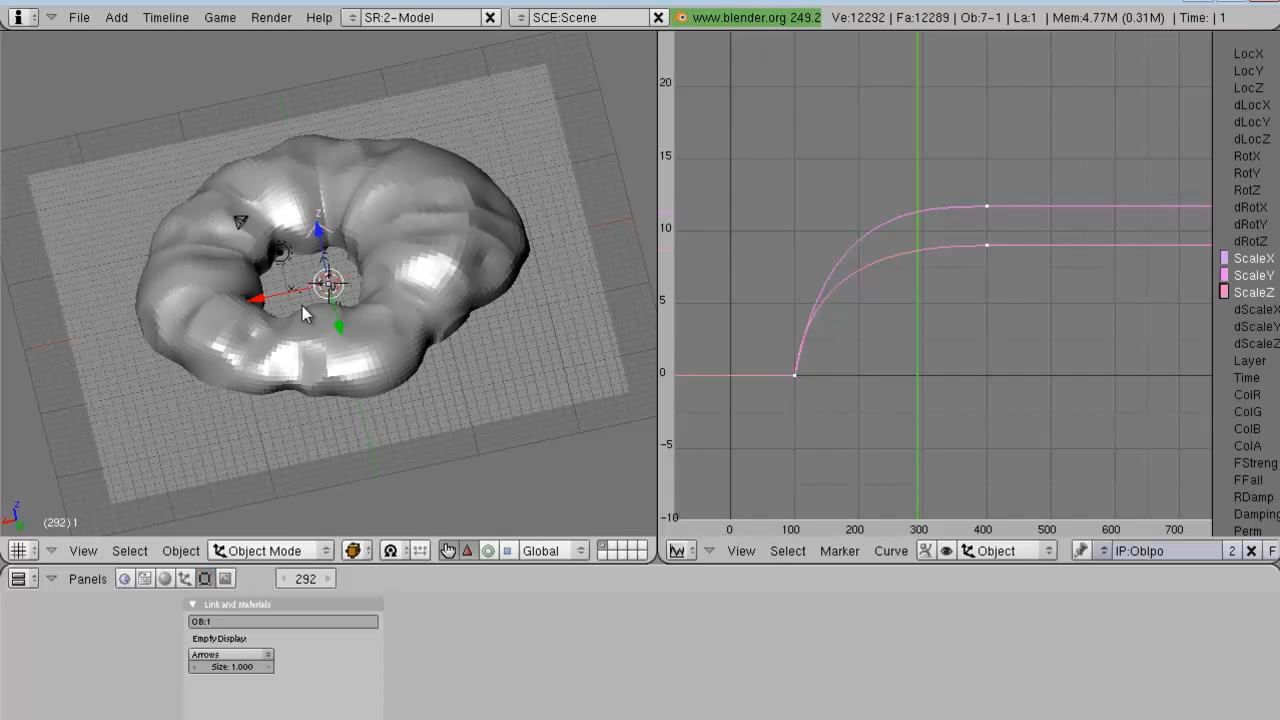 File Add Timeline Game Render Help SR:2-Model SCE:Scene www.blender.org 249.2 Ve:12292 | Fa:12289 | Ob:7-1 | La:1 | Mem:4.77M (0.31M) | Time: | 1
20
15
10
5
0
-5
-10
0 100 200 300 400 500 600 700
LocX
LocY
LocZ
dLocX
dLocY
dLocZ
RotX
RotY
RotZ
dRotX
dRotY
dRotZ
ScaleX
ScaleY
ScaleZ
dScaleX
dScaleY
dScaleZ
Layer
Time
ColR
ColG
ColB
ColA
FStreng
FFall
RDamp
Damping
Perm
Z
X
Z
X
(292) 1
View Select Object Object Mode Global
View Select Marker Curve Object IP:ObIpo 2 F
Panels 292
Link and Materials
OB:1
Empty Display:
Arrows
Size: 1.000